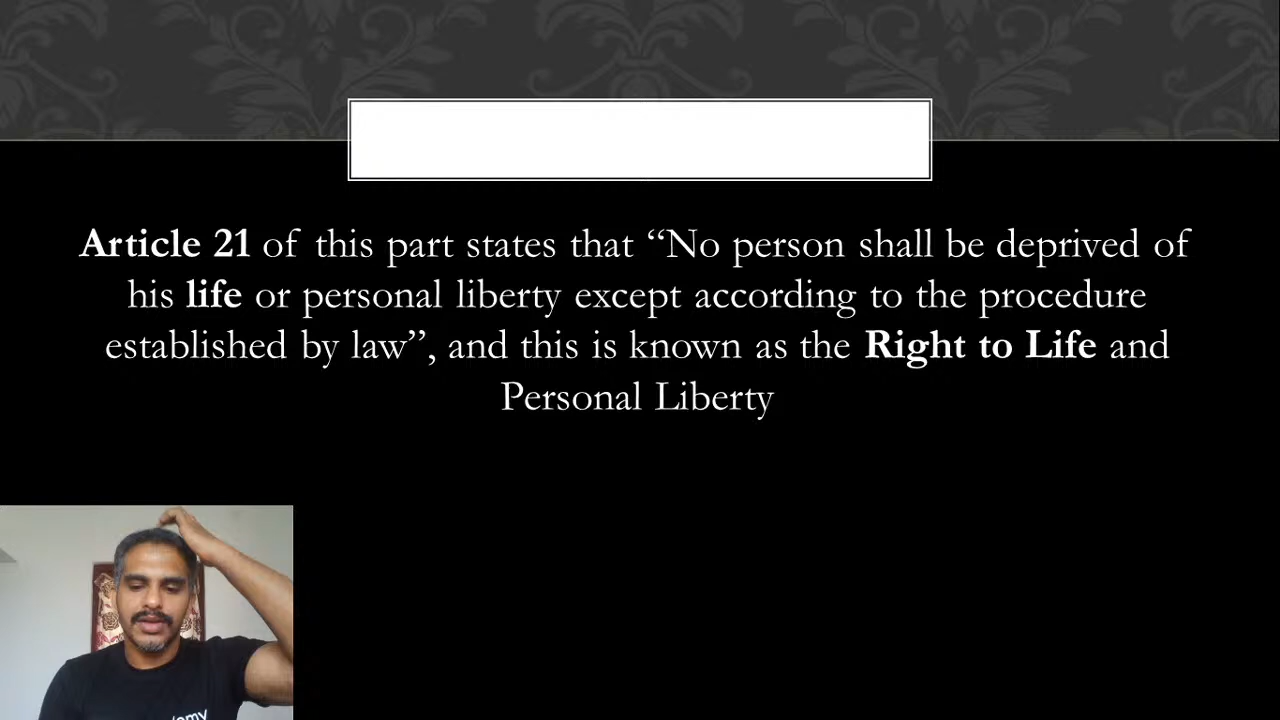 Article 21 of this part states that “No person shall be deprived of
his life or personal liberty except according to the procedure
established by law”, and this is known as the Right to Life and
Personal Liberty